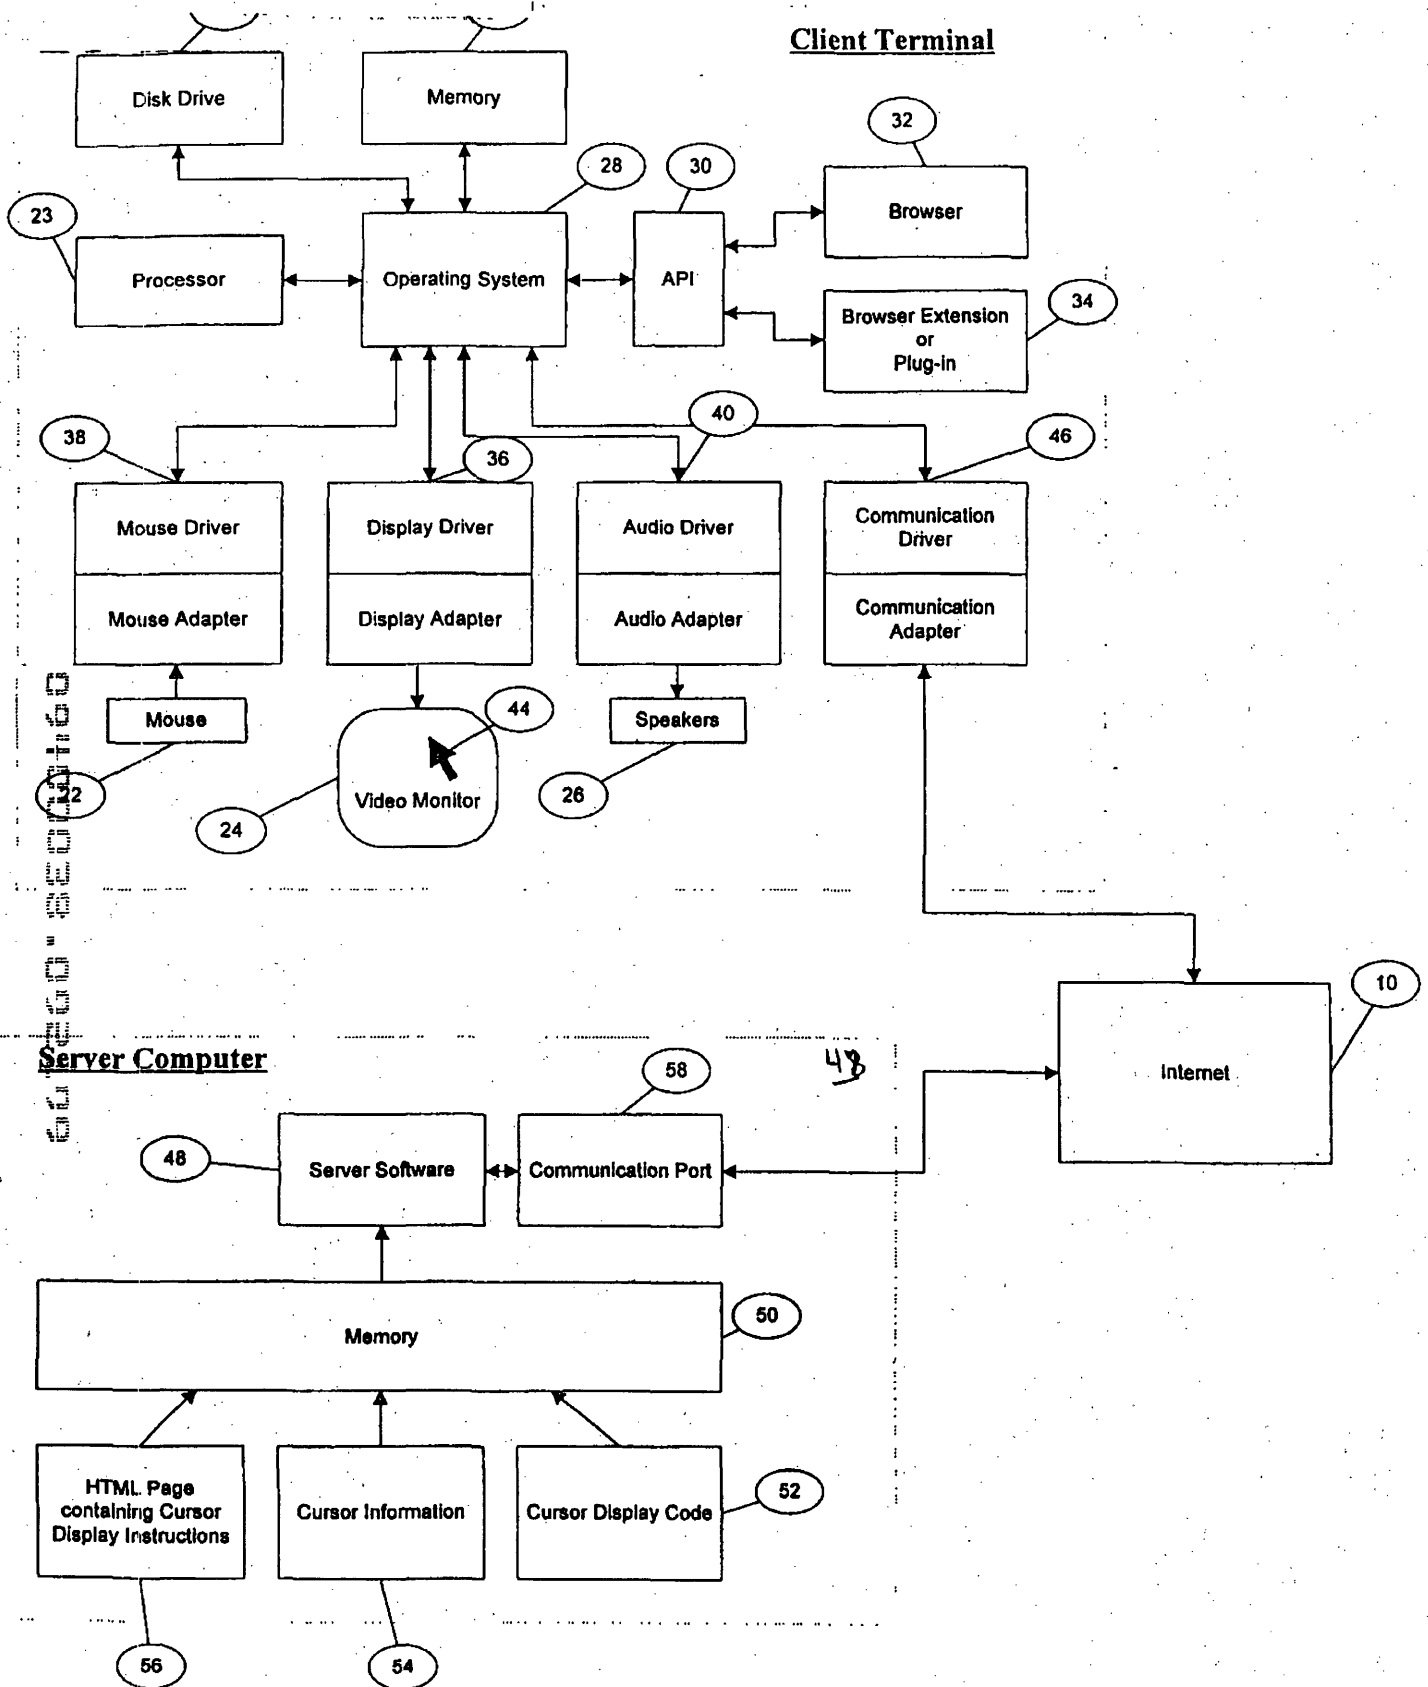 Client Terminal
Disk Drive
Memory
32
28
30
Browser
23
Processor
Operating System
API
34
Browser Extension
or
Plug-in
40
38
36
46
Mouse Driver
Display Driver
Audio Driver
Communication
Driver
Mouse Adapter
Display Adapter
Audio Adapter
Communication
Adapter
Mouse
44
Speakers
22
24
Video Monitor
26
10
Internet
Server Computer
48
58
48
Server Software
Communication Port
50
Memory
HTML Page
containing Cursor
Display Instructions
Cursor Information
Cursor Display Code
52
56
54